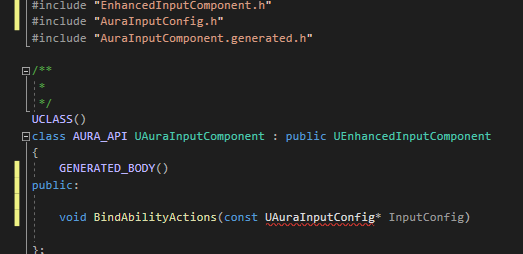 #include "EnhancedInputComponent.h"
#include "AuraInputConfig.h"
#include "AuraInputComponent.generated.h"
/**
*
*/
UCLASS()
class AURA_API UAuraInputComponent : public UEnhancedInputComponent
{
GENERATED_BODY()
public:
void BindAbilityActions(const UAuraInputConfig* InputConfig)
};